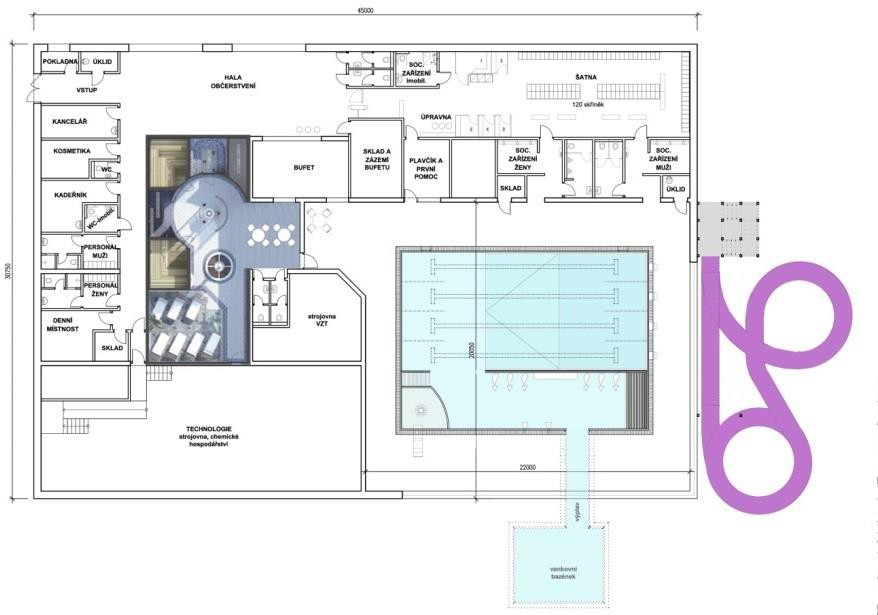 45000
POKLADNA
ÚKLID
VSTUP
HALA
OBČERSTVENÍ
SOC.
ZAŘÍZENÍ
imobil.
ŠATNA
120 skříněk
ÚPRAVNA
KANCELÁŘ
KOSMETIKA
WC
KADEŘNÍK
WC-imobil.
PERSONÁL
MUŽI
PERSONÁL
ŽENY
DENNÍ
MÍSTNOST
SKLAD
BUFET
SKLAD A
ZÁZEMÍ
BUFETU
PLAVČÍK A
PRVNÍ
POMOC
SOC.
ZAŘÍZENÍ
ŽENY
SKLAD
SOC.
ZAŘÍZENÍ
MUŽI
ÚKLID
30750
strojovna
VZT
20050
TECHNOLOGIE
strojovna, chemické
hospodářství
22000
výplav
venkovní
bazének